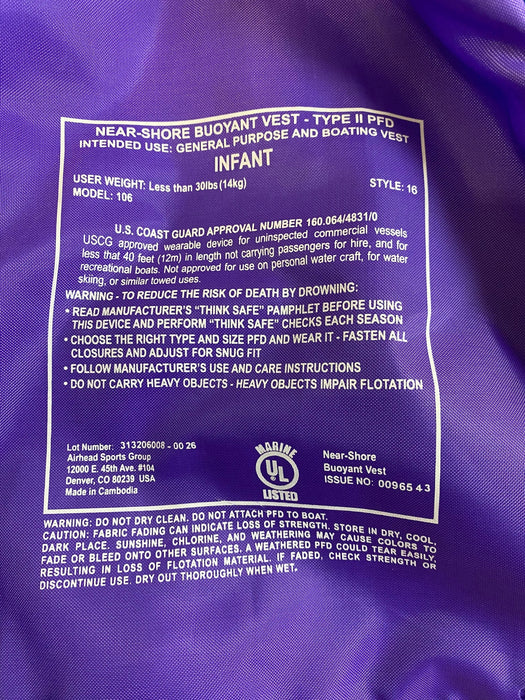 NEAR-SHORE BUOYANT VEST - TYPE II PFD
INTENDED USE: GENERAL PURPOSE AND BOATING VEST
INFANT
USER WEIGHT: Less than 30lbs (14kg)
STYLE: 16
MODEL: 106
U.S. COAST GUARD APPROVAL NUMBER 160.064/4831/0
USCG approved wearable device for uninspected commercial vessels
less that 40 feet (12m) in length not carrying passengers for hire, and for
recreational boats. Not approved for use on personal water craft, for water
skiing, or similar towed uses.
WARNING - TO REDUCE THE RISK OF DEATH BY DROWNING:
• READ MANUFACTURER'S "THINK SAFE" PAMPHLET BEFORE USING
THIS DEVICE AND PERFORM "THINK SAFE" CHECKS EACH SEASON
• CHOOSE THE RIGHT TYPE AND SIZE PFD AND WEAR IT - FASTEN ALL
CLOSURES AND ADJUST FOR SNUG FIT
• FOLLOW MANUFACTURER'S USE AND CARE INSTRUCTIONS
• DO NOT CARRY HEAVY OBJECTS - HEAVY OBJECTS IMPAIR FLOTATION
Lot Number: 313206008 - 00 26
Airhead Sports Group
12000 E. 45th Ave. #104
Denver, CO 80239 USA
Made in Cambodia
MARINE
UL
®
LISTED
Near-Shore
Buoyant Vest
ISSUE NO: 00965 43
WARNING: DO NOT DRY CLEAN. DO NOT ATTACH PFD TO BOAT.
CAUTION: FABRIC FADING CAN INDICATE LOSS OF STRENGTH. STORE IN DRY, COOL,
DARK PLACE. SUNSHINE, CHLORINE, AND WEATHERING MAY CAUSE COLORS TO
FADE OR BLEED ONTO OTHER SURFACES. A WEATHERED PFD COULD TEAR EASILY
RESULTING IN LOSS OF FLOTATION MATERIAL. IF FADED, CHECK STRENGTH OR
DISCONTINUE USE. DRY OUT THOROUGHLY WHEN WET.